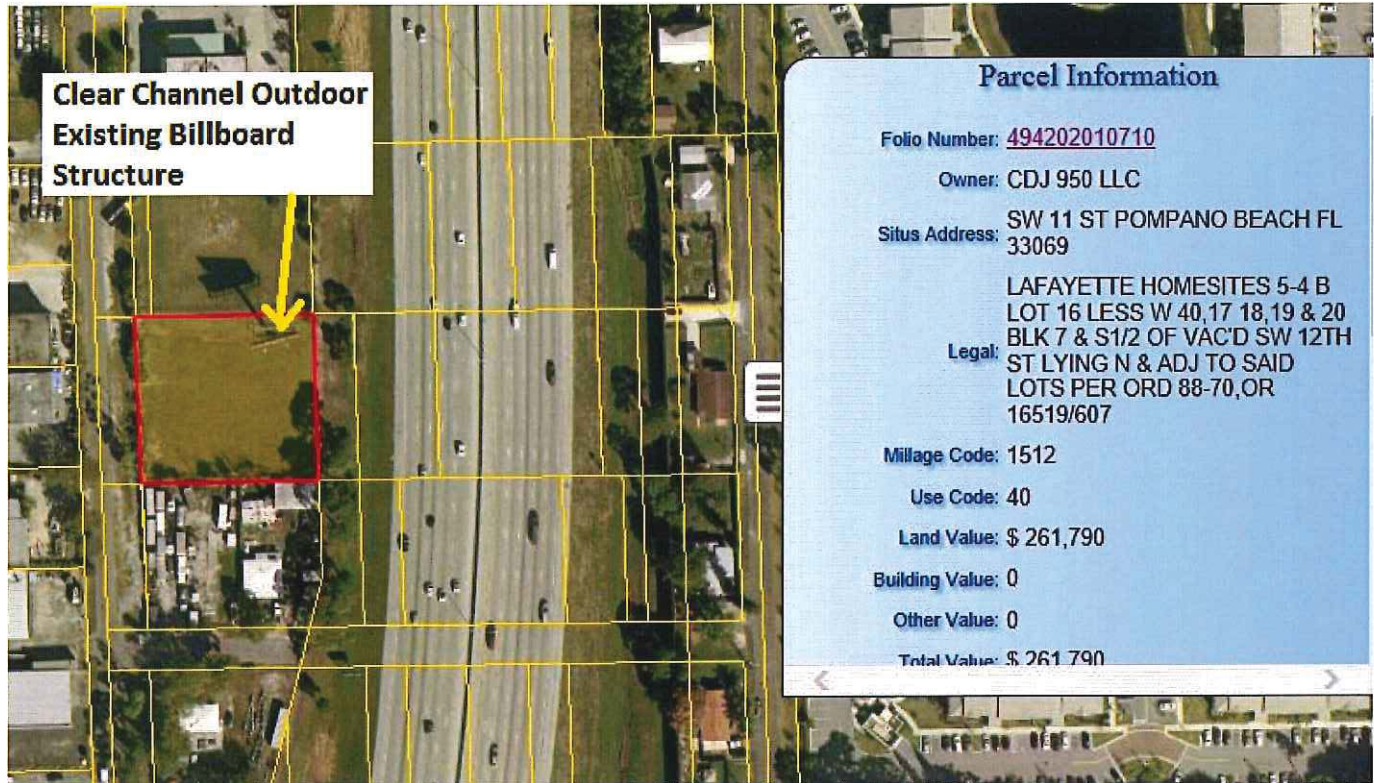 Clear Channel Outdoor
Existing Billboard
Structure
Parcel Information
Folio Number: 494202010710
Owner: CDJ 950 LLC
Situs Address: SW 11 ST POMPANO BEACH FL
33069
Legal: LAFAYETTE HOMESITES 5-4 B
LOT 16 LESS W 40,17 18,19 & 20
BLK 7 & S1/2 OF VAC'D SW 12TH
ST LYING N & ADJ TO SAID
LOTS PER ORD 88-70,OR
16519/607
Millage Code: 1512
Use Code: 40
Land Value: $ 261,790
Building Value: 0
Other Value: 0
Total Value: $ 261,790